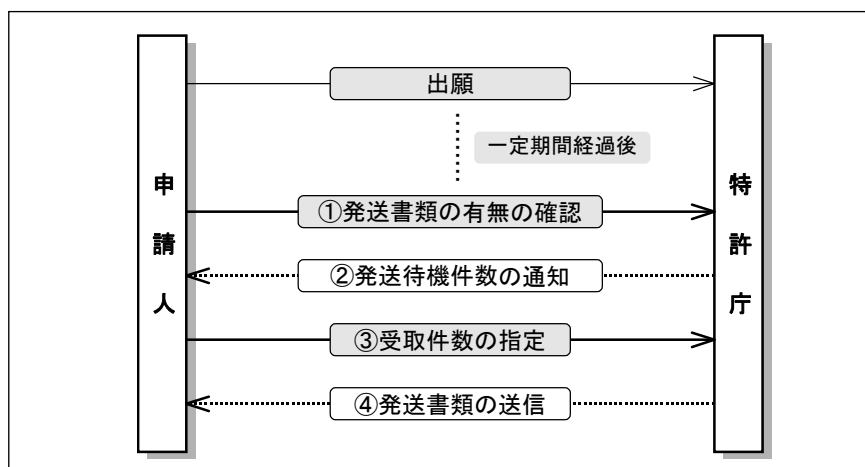 出願
一定期間経過後
①発送書類の有無の確認
②発送待機件数の通知
③受取件数の指定
④発送書類の送信
申請人
特許庁